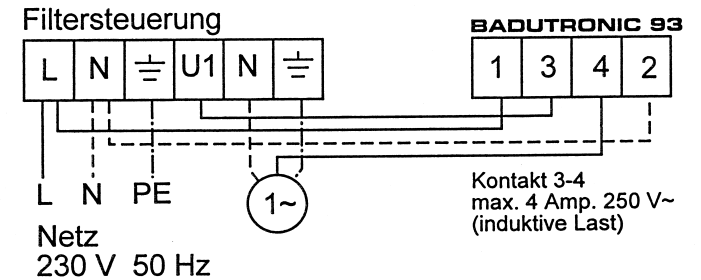 Filtersteuerung
BADUTRONIC 93
L N U1 N
1 3 4 2
L N PE
1~
Netz
230 V 50 Hz
Kontakt 3-4
max. 4 Amp. 250 V~
(induktive Last)